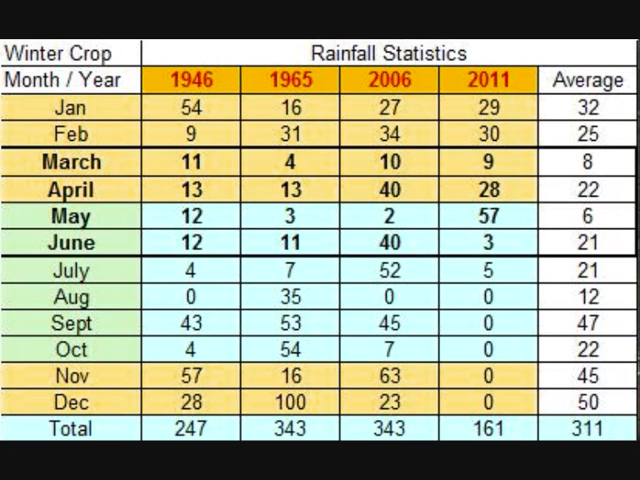 Winter Crop Rainfall Statistics
Month / Year 1946 1965 2006 2011 Average
Jan 54 16 27 29 32
Feb 9 31 34 30 25
March 11 4 10 9 8
April 13 13 40 28 22
May 12 3 2 57 6
June 12 11 40 3 21
July 4 7 52 5 21
Aug 0 35 0 0 12
Sept 43 53 45 0 47
Oct 4 54 7 0 22
Nov 57 16 63 0 45
Dec 28 100 23 0 50
Total 247 343 343 161 311